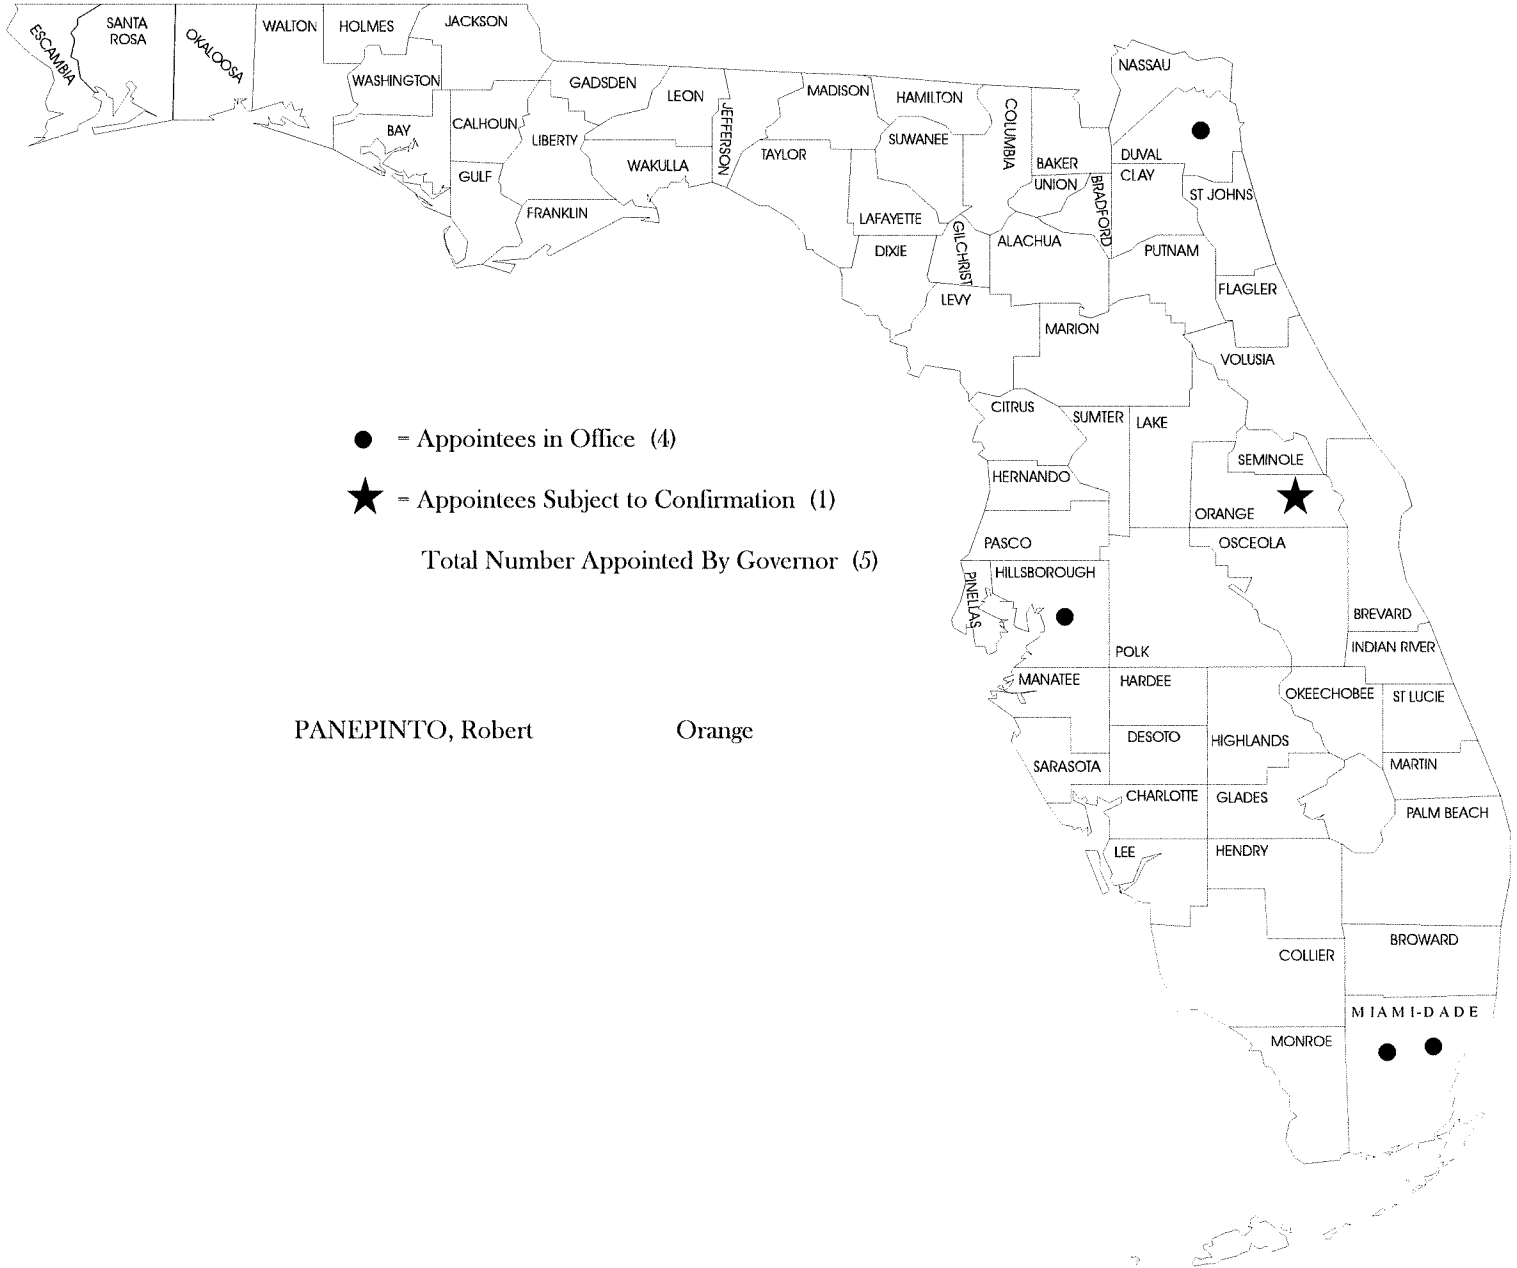 ESCAMBIA
SANTA
ROSA
OKALOOSA
WALTON
HOLMES
JACKSON
WASHINGTON
BAY
CALHOUN
GULF
GADSDEN
LIBERTY
FRANKLIN
LEON
WAKULLA
JEFFERSON
MADISON
TAYLOR
HAMILTON
SUWANEE
LAFAYETTE
DIXIE
COLUMBIA
GILCHRIST
LEVY
BAKER
UNION
BRADFORD
ALACHUA
NASSAU
DUVAL
CLAY
ST JOHNS
PUTNAM
FLAGLER
MARION
VOLUSIA
CITRUS
SUMTER
LAKE
SEMINOLE
HERNANDO
ORANGE
PASCO
OSCEOLA
HILLSBOROUGH
PINELLAS
POLK
BREVARD
INDIAN RIVER
MANATEE
HARDEE
OKEECHOBEE
ST LUCIE
DESOTO
HIGHLANDS
SARASOTA
MARTIN
CHARLOTTE
GLADES
PALM BEACH
LEE
HENDRY
BROWARD
COLLIER
MIAMI-DADE
MONROE
= Appointees in Office (4)
= Appointees Subject to Confirmation (1)
Total Number Appointed By Governor (5)
PANEPINTO, Robert Orange